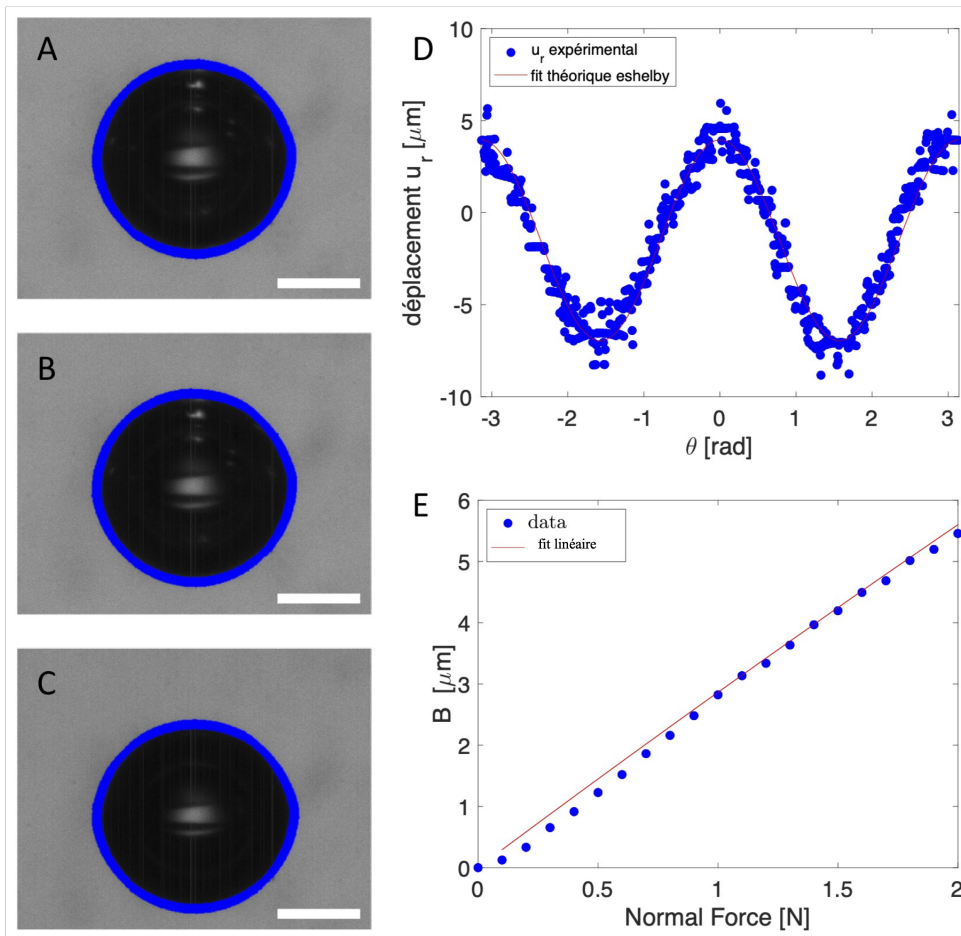 A
B
C
D
u_r expérimental
fit théorique eshelby
déplacement u_r [μm]
10
5
0
-5
-10
-3
-2
-1
0
1
2
3
θ [rad]
E
data
fit linéaire
B [μm]
6
5
4
3
2
1
0
0
0.5
1
1.5
2
Normal Force [N]